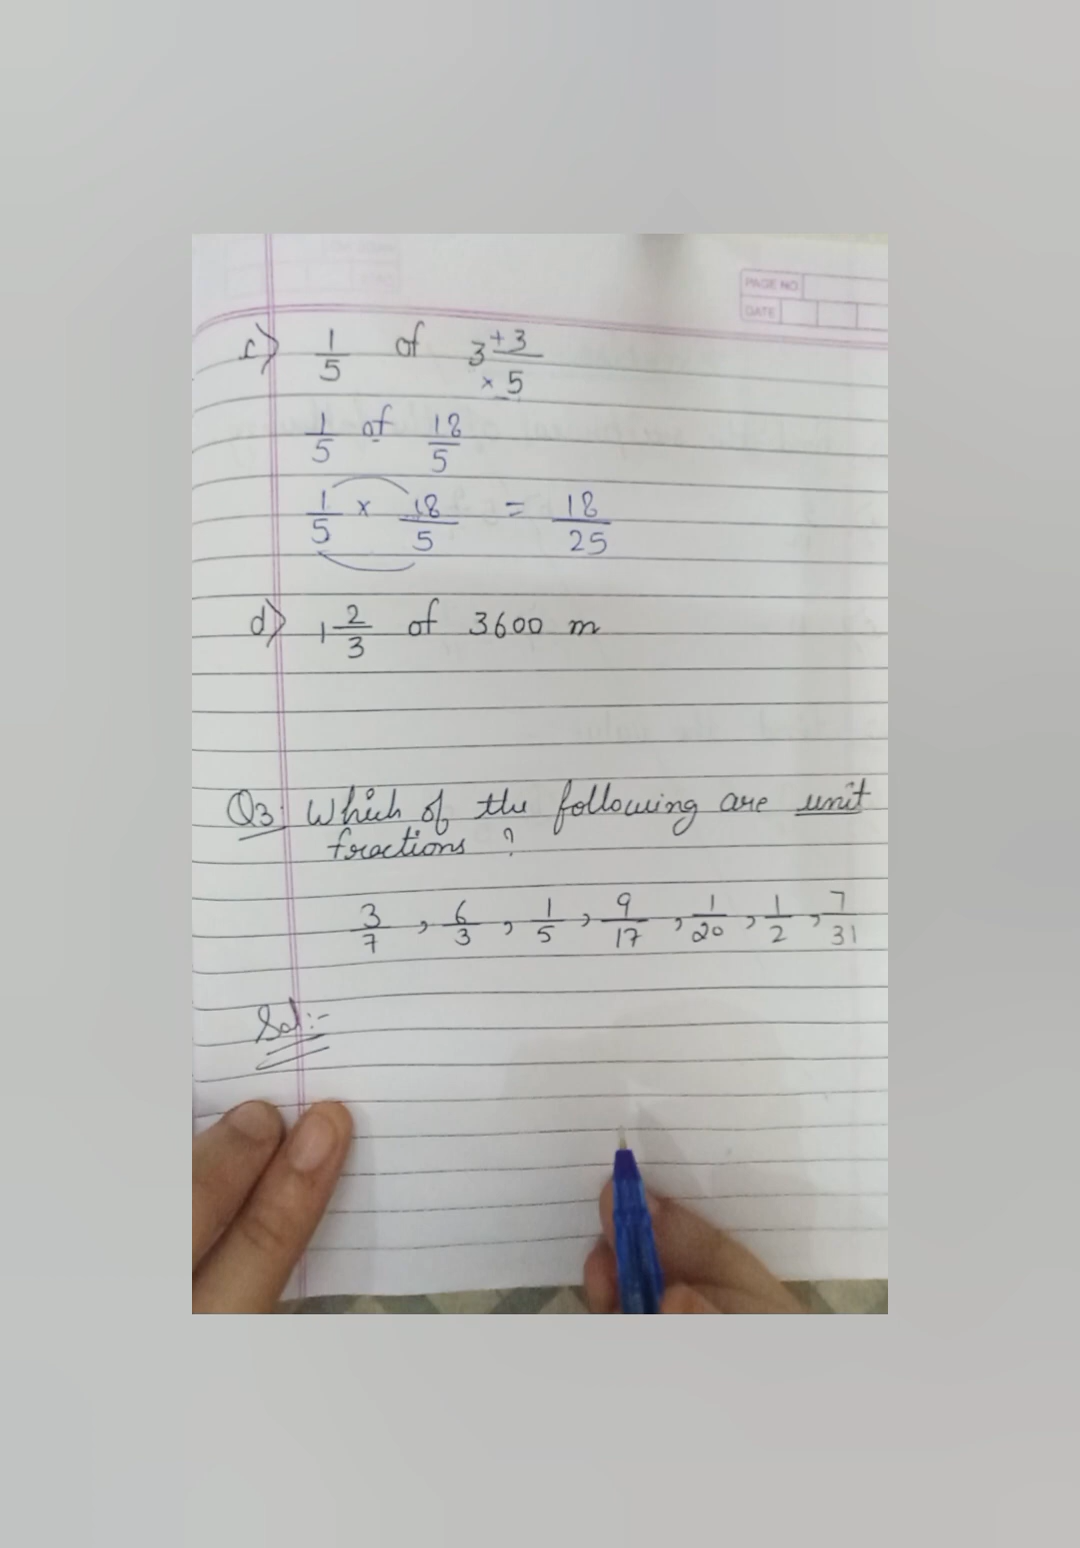 PAGE NO
DATE
c) 1/5 of 3 +3/×5
1/5 of 18/5
1/5 × 18/5 = 18/25
d) 1 2/3 of 3600 m
Q3: Which of the following are unit
fractions ?
3/7 , 6/3 , 1/5 , 9/17 , 1/20 , 1/2 , 7/31
Sol:-